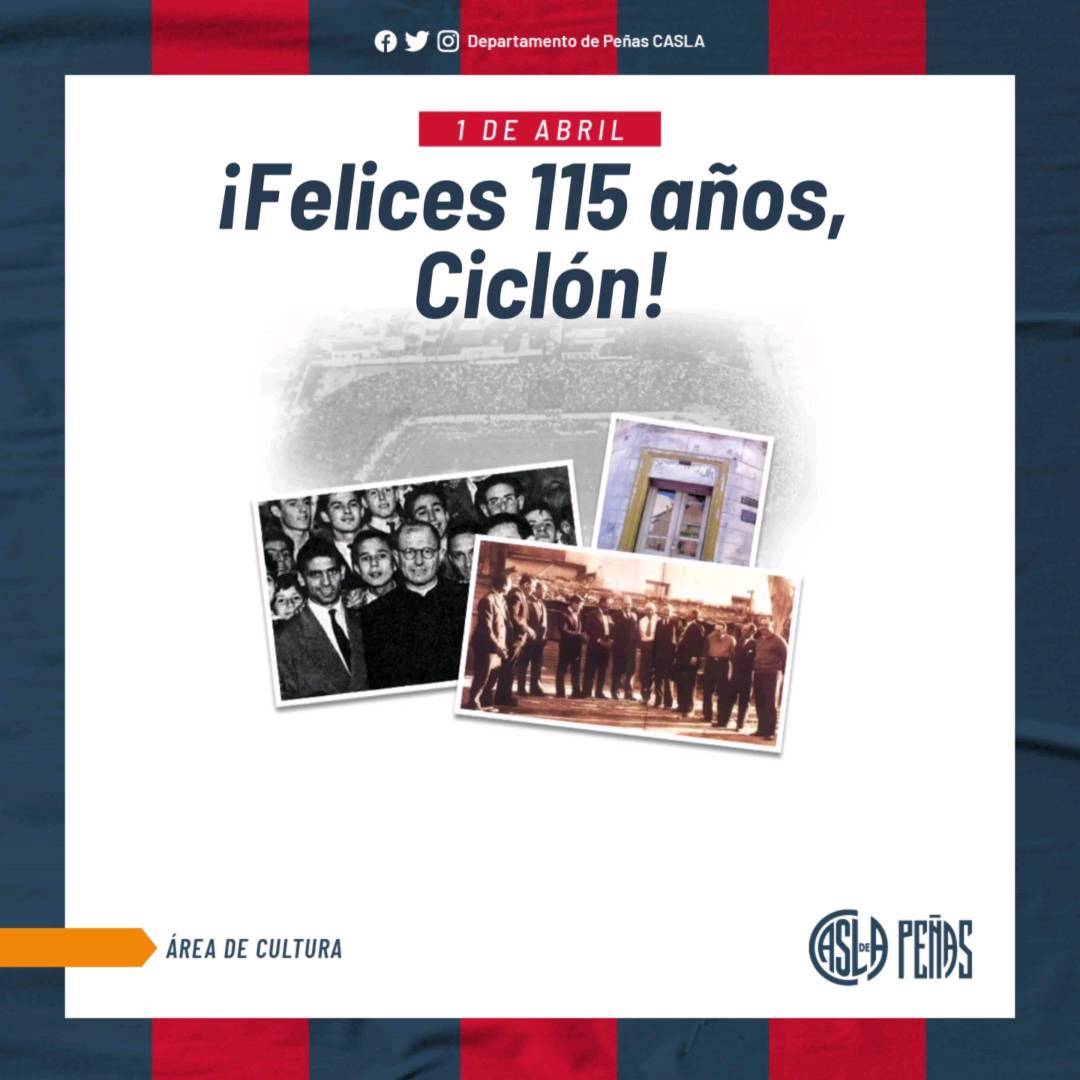 Departamento de Peñas CASLA
1 DE ABRIL
¡Felices 115 años,
Ciclón!
ÁREA DE CULTURA
CASLA DE PEÑAS